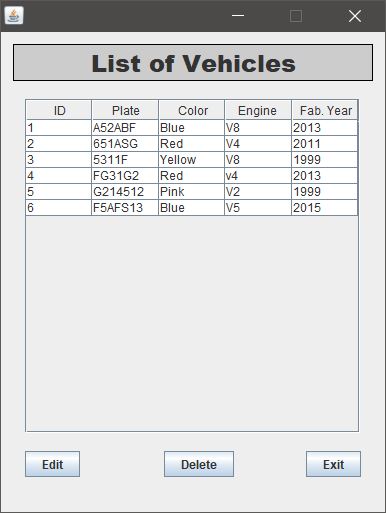 List of Vehicles
ID Plate Color Engine Fab. Year
1 A52ABF Blue V8 2013
2 651ASG Red V4 2011
3 5311F Yellow V8 1999
4 FG31G2 Red v4 2013
5 G214512 Pink V2 1999
6 F5AFS13 Blue V5 2015
Edit Delete Exit